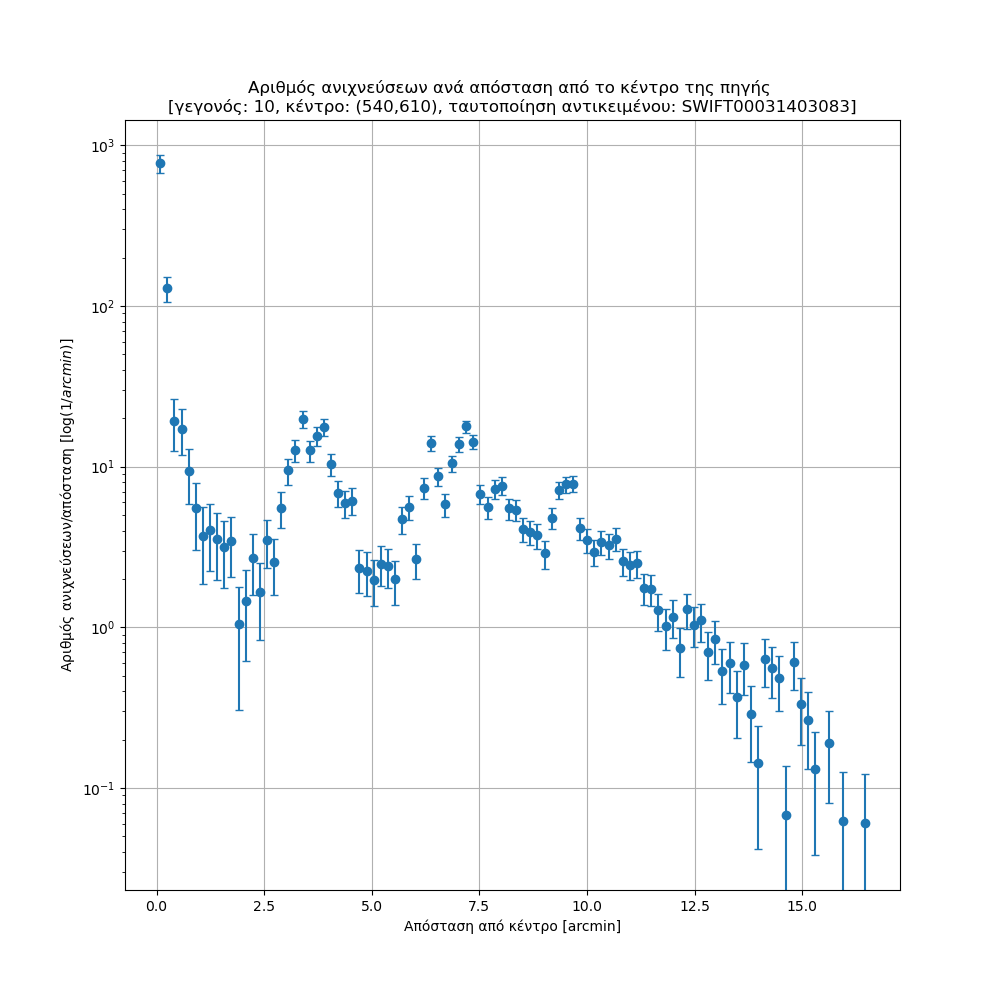 Αριθμός ανιχνεύσεων ανά απόσταση από το κέντρο της πηγής
[γεγονός: 10, κέντρο: (540,610), ταυτοποίηση αντικειμένου: SWIFT00031403083]
Αριθμός ανιχνεύσεων/απόσταση [log(1/arcmin)]
10³
10²
10¹
10⁰
10⁻¹
0.0 2.5 5.0 7.5 10.0 12.5 15.0
Απόσταση από κέντρο [arcmin]